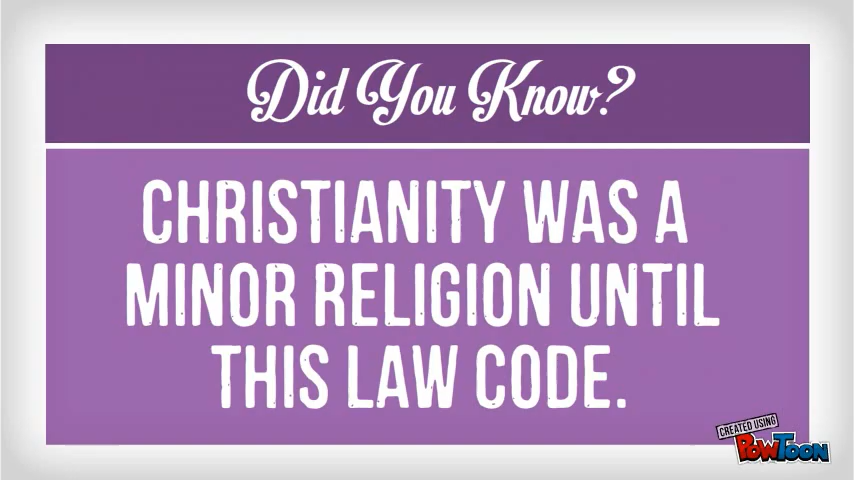 Did You Know?
CHRISTIANITY WAS A
MINOR RELIGION UNTIL
THIS LAW CODE.
CREATED USING
POWTOON